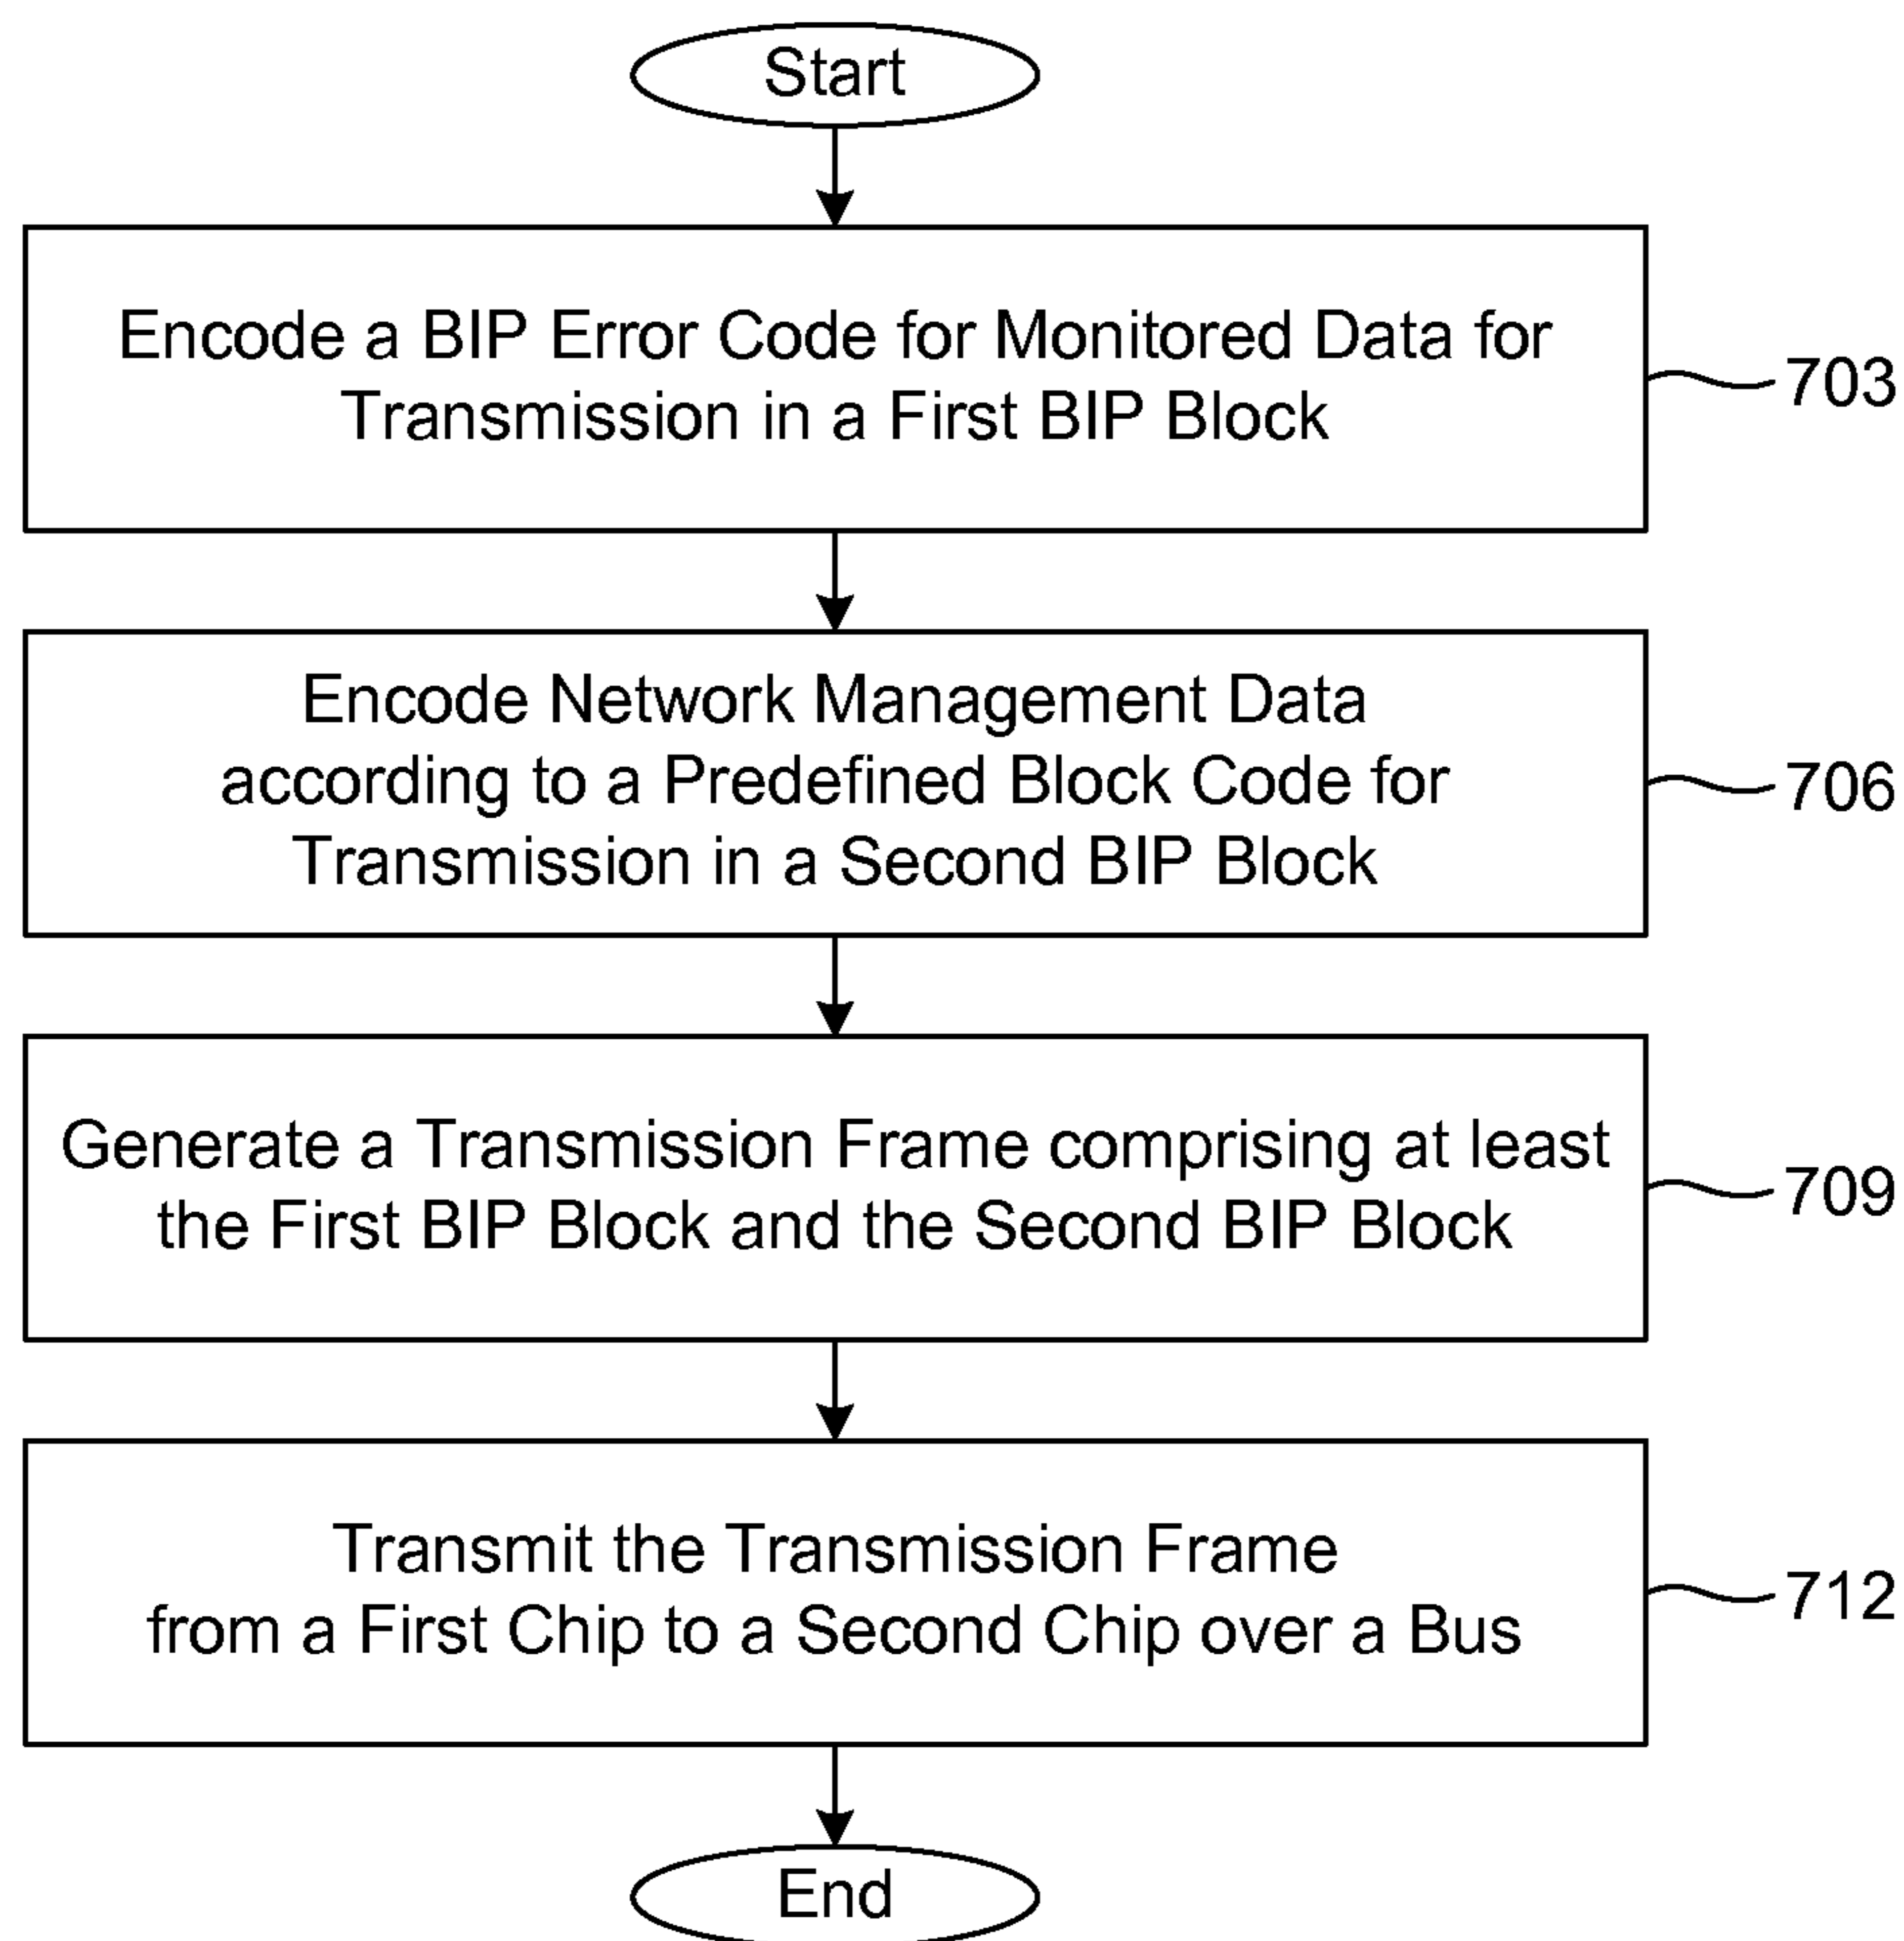 Start
Encode a BIP Error Code for Monitored Data for
Transmission in a First BIP Block
703
Encode Network Management Data
according to a Predefined Block Code for
Transmission in a Second BIP Block
706
Generate a Transmission Frame comprising at least
the First BIP Block and the Second BIP Block
709
Transmit the Transmission Frame
from a First Chip to a Second Chip over a Bus
712
End